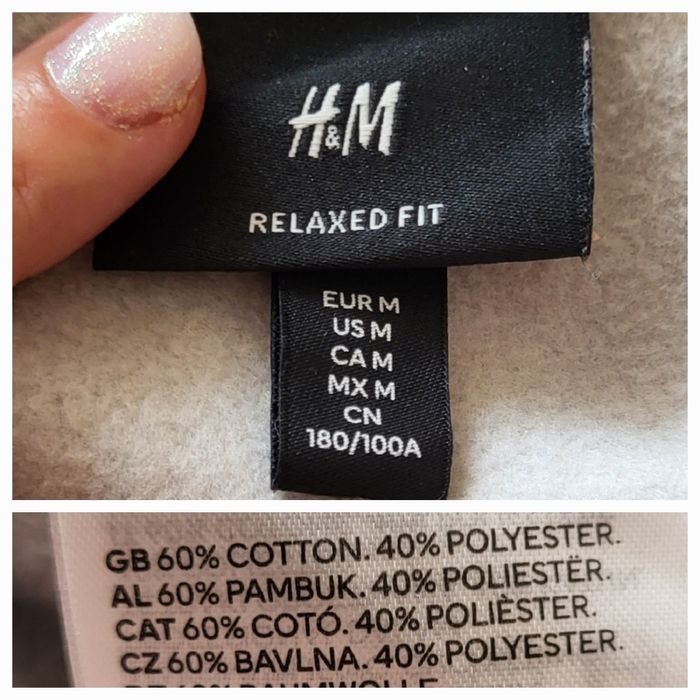 H&M
RELAXED FIT
EUR M
US M
CA M
MX M
CN
180/100A
GB 60% COTTON. 40% POLYESTER.
AL 60% PAMBUK. 40% POLIESTËR.
CAT 60% COTÓ. 40% POLIÈSTER.
CZ 60% BAVLNA. 40% POLYESTER.